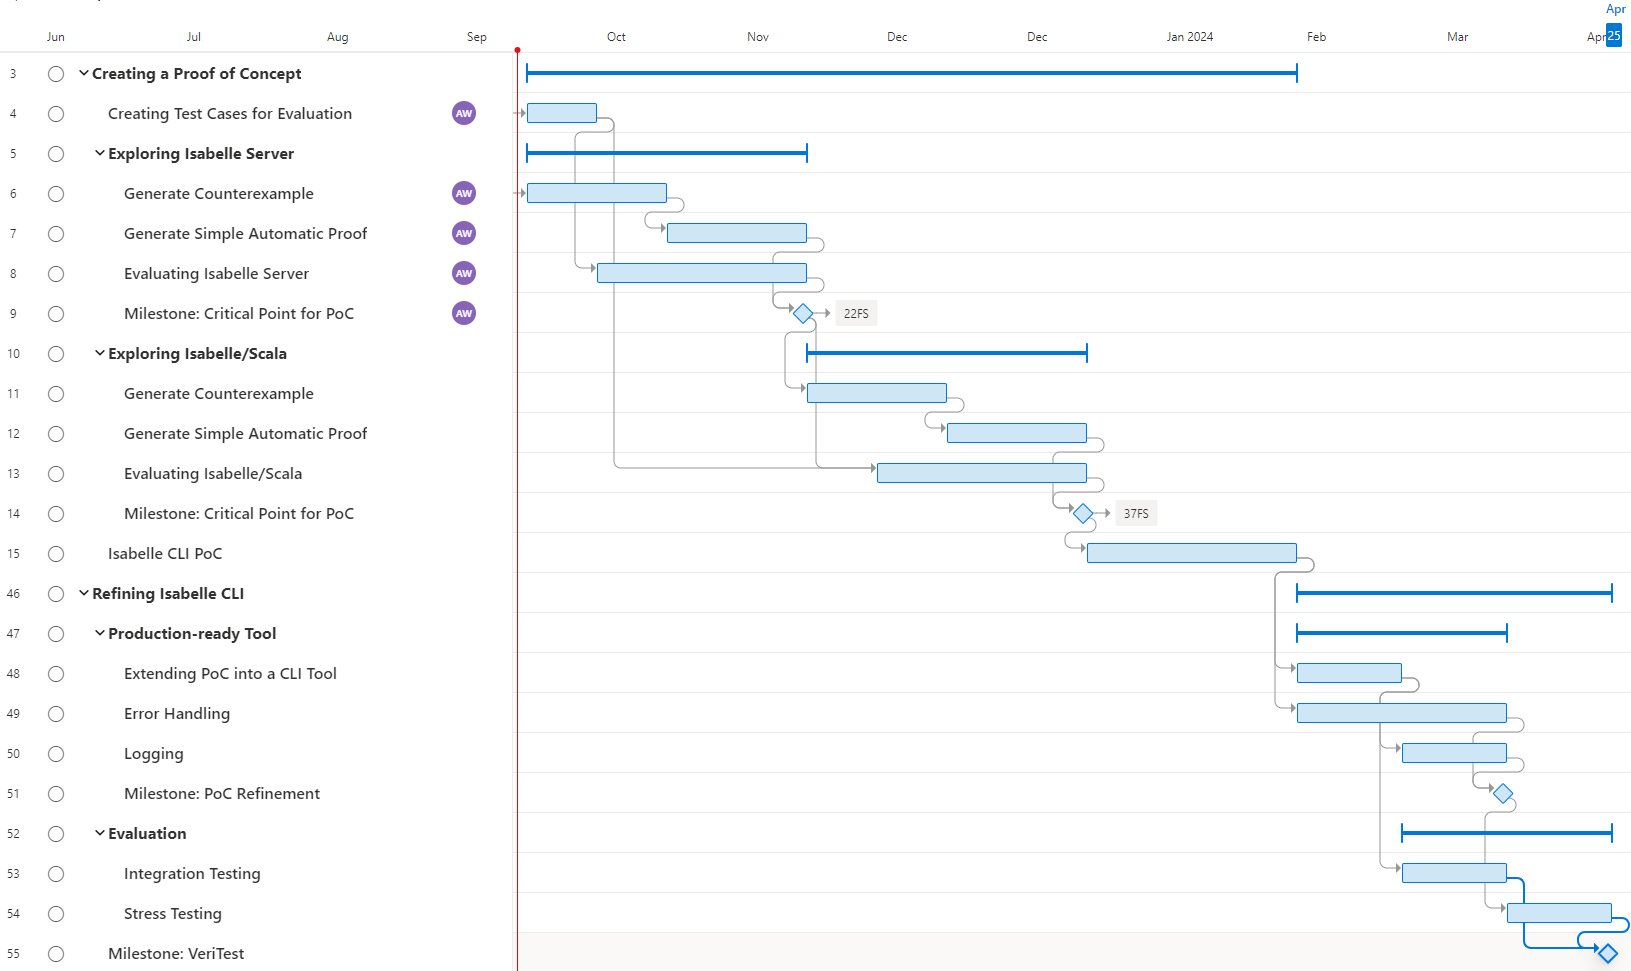 Apr
Jun Jul Aug Sep Oct Nov Dec Dec Jan 2024 Feb Mar Apr 25
3 Creating a Proof of Concept
4 Creating Test Cases for Evaluation AW
5 Exploring Isabelle Server
6 Generate Counterexample AW
7 Generate Simple Automatic Proof AW
8 Evaluating Isabelle Server AW
9 Milestone: Critical Point for PoC AW 22FS
10 Exploring Isabelle/Scala
11 Generate Counterexample
12 Generate Simple Automatic Proof
13 Evaluating Isabelle/Scala
14 Milestone: Critical Point for PoC 37FS
15 Isabelle CLI PoC
46 Refining Isabelle CLI
47 Production-ready Tool
48 Extending PoC into a CLI Tool
49 Error Handling
50 Logging
51 Milestone: PoC Refinement
52 Evaluation
53 Integration Testing
54 Stress Testing
55 Milestone: VeriTest